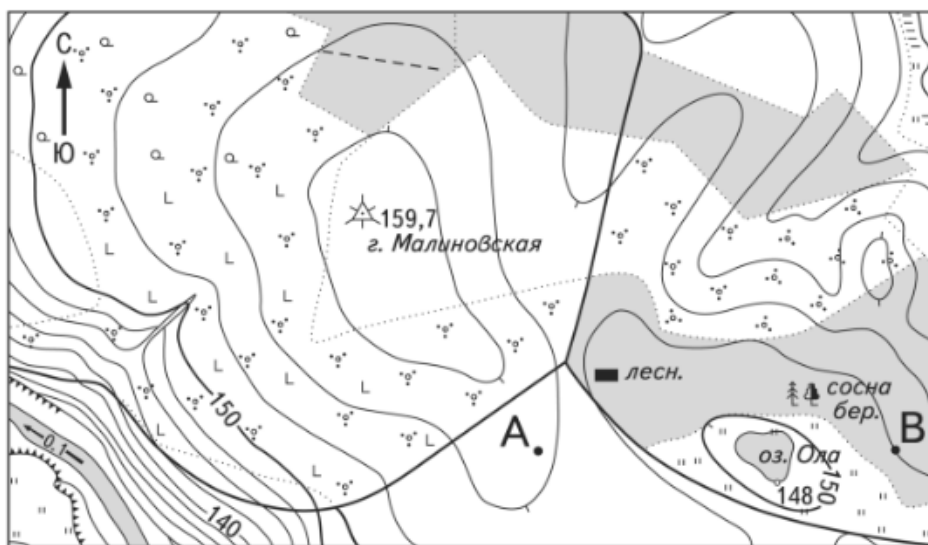 С
Ю
159,7
г. Малиновская
лесн.
сосна
бер.
А
В
оз. Ола
148
150
150
140
0,1